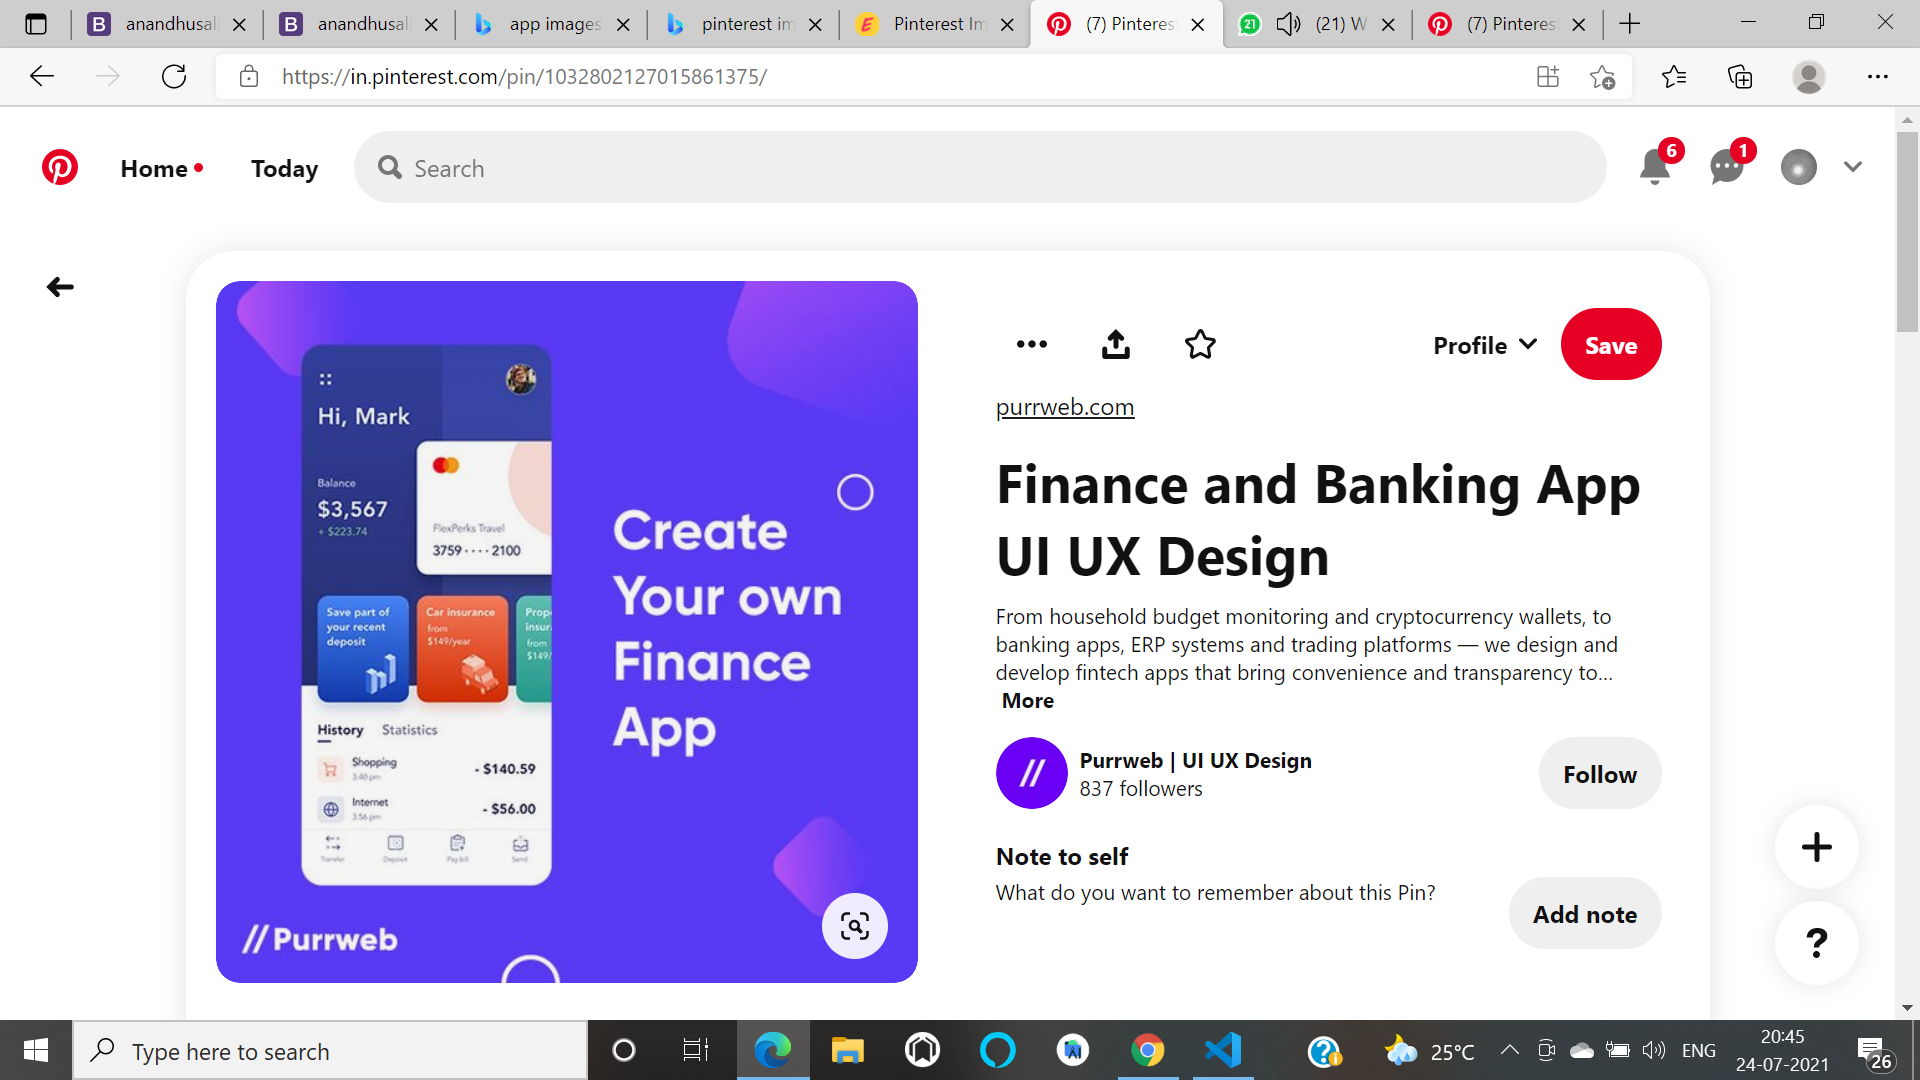 anandhusal
anandhusal
app images
pinterest im
Pinterest Im
(7) Pinterest
21
(21) W
(7) Pinteres
https://in.pinterest.com/pin/1032802127015861375/
Home
Today
Search
6
1
Hi, Mark
Balance
$3,567
+ $223.74
FlexPerks Travel
3759 •••• 2100
Save part of
your recent
deposit
Car insurance
from
$149/year
Prop
insur
from
$149/
History
Statistics
Shopping
3:40 pm
- $140.59
Internet
3:56 pm
- $56.00
Transfer
Deposit
Pay bill
Send
Create
Your own
Finance
App
// Purrweb
Profile
Save
purrweb.com
Finance and Banking App
UI UX Design
From household budget monitoring and cryptocurrency wallets, to
banking apps, ERP systems and trading platforms — we design and
develop fintech apps that bring convenience and transparency to...
More
Purrweb | UI UX Design
837 followers
Follow
Note to self
What do you want to remember about this Pin?
Add note
?
Type here to search
25°C
ENG
20:45
24-07-2021
26